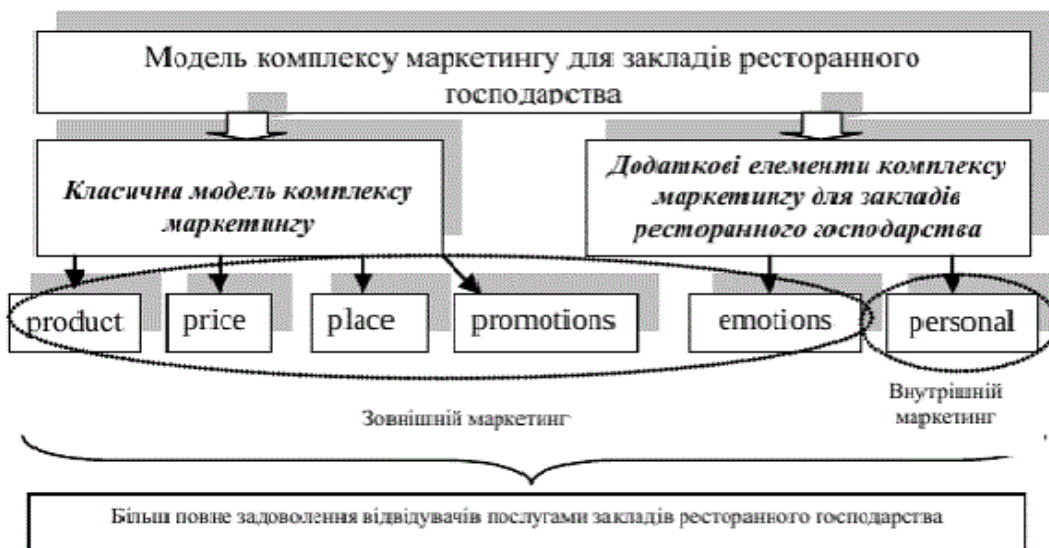 Модель комплексу маркетингу для закладів ресторанного
господарства
Класична модель комплексу
маркетингу
Додаткові елементи комплексу
маркетингу для закладів
ресторанного господарства
product
price
place
promotions
emotions
personal
Зовнішній маркетинг
Внутрішній
маркетинг
Більш повне задоволення відвідувачів послугами закладів ресторанного господарства